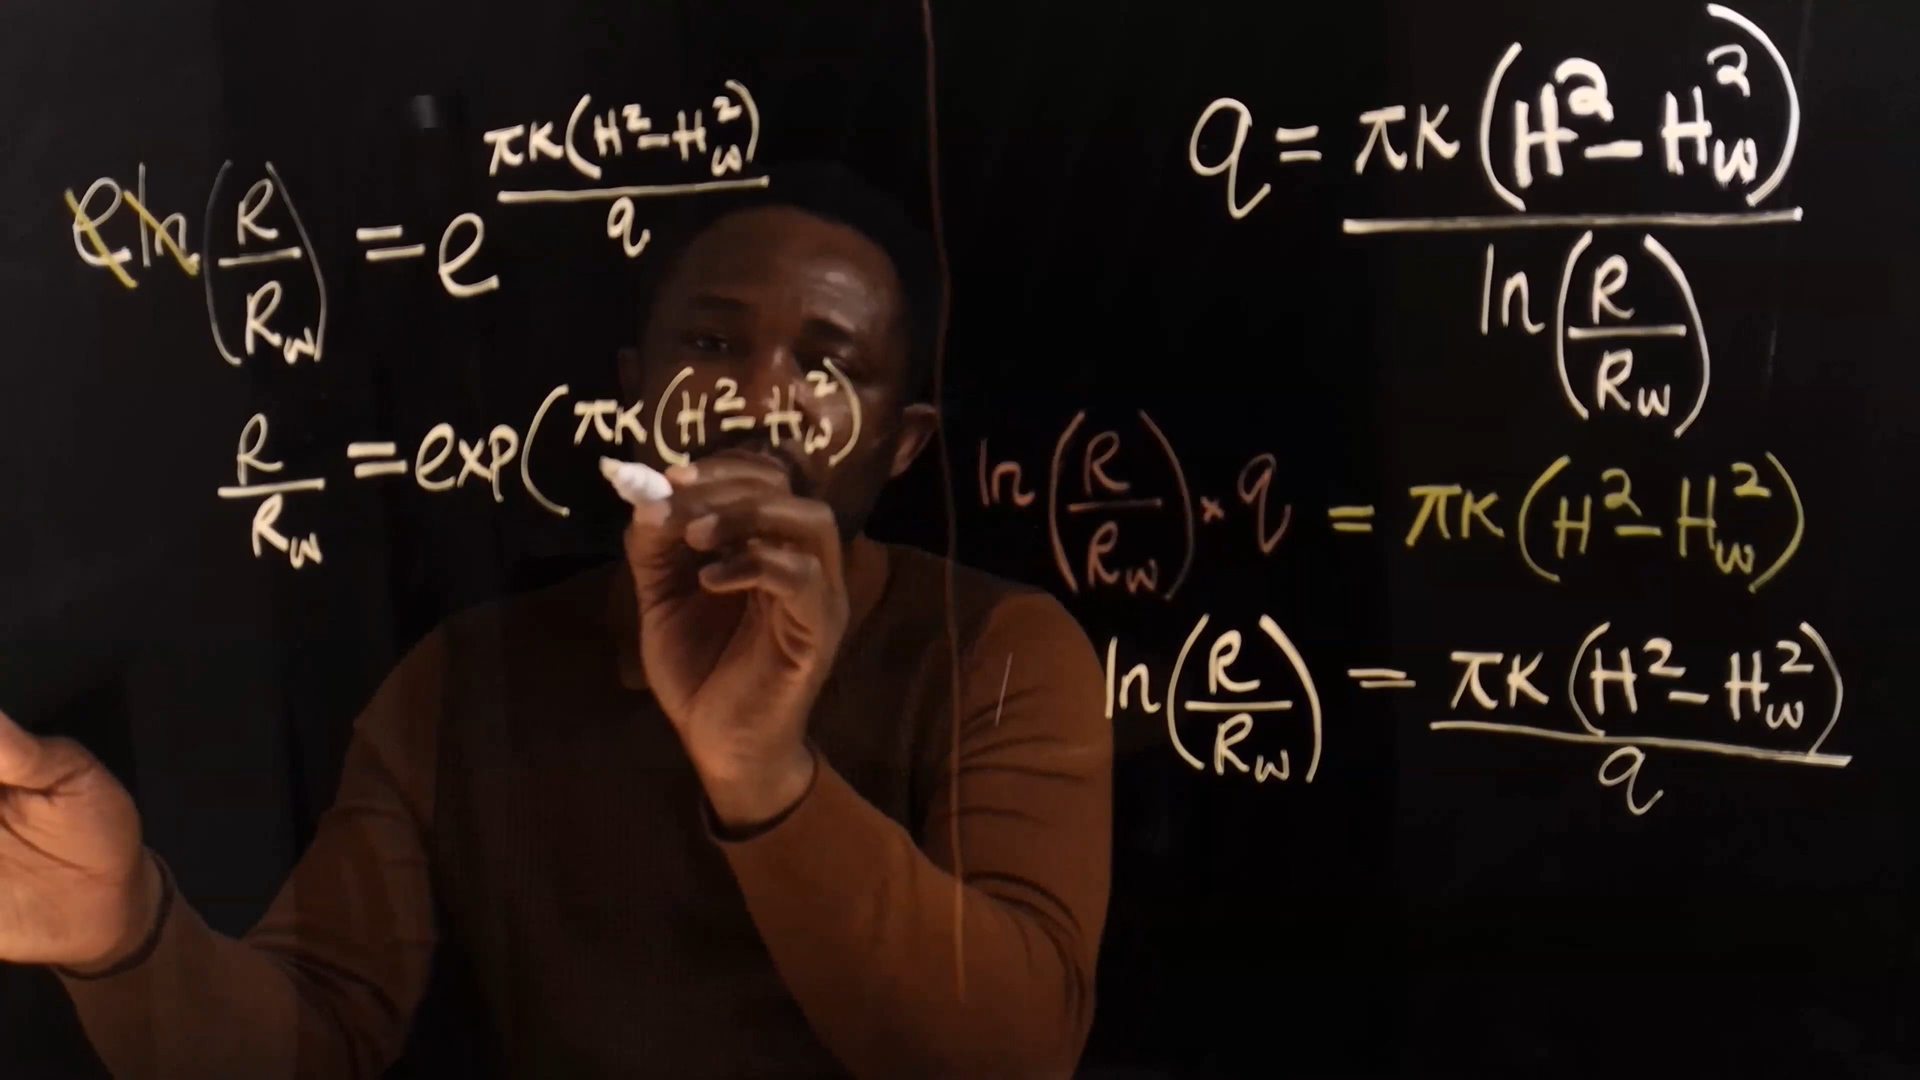 eln(R/R_w) = e^(πK(H²-H_w²)/q)
R/R_w = exp(πK(H²-H_w²)
q = πK(H²-H_w²)/ln(R/R_w)
ln(R/R_w) × q = πK(H²-H_w²)
ln(R/R_w) = πK(H²-H_w²)/q